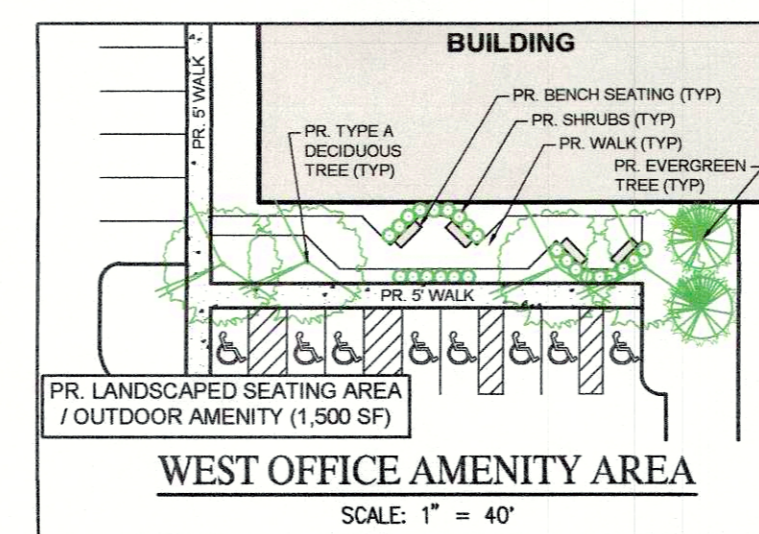 BUILDING
PR. 5' WALK
PR. BENCH SEATING (TYP)
PR. SHRUBS (TYP)
PR. WALK (TYP)
PR. EVERGREEN
TREE (TYP)
PR. TYPE A
DECIDUOUS
TREE (TYP)
PR. 5' WALK
PR. LANDSCAPED SEATING AREA
/ OUTDOOR AMENITY (1,500 SF)
WEST OFFICE AMENITY AREA
SCALE: 1" = 40'